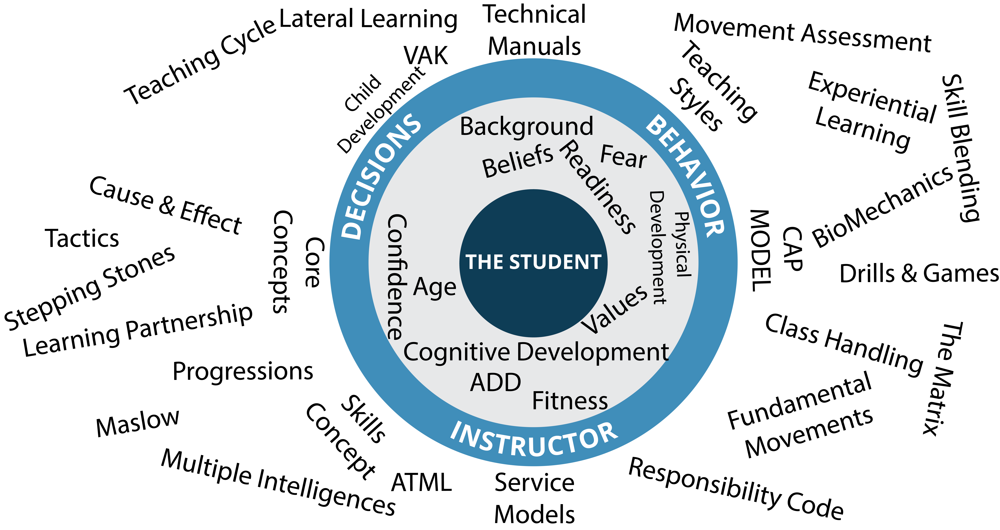 Lateral Learning
Technical
Manuals
Movement Assessment
Teaching Cycle
VAK
Child
Development
Teaching
Styles
Experiential
Learning
Skill Blending
DECISIONS
BEHAVIOR
Background
Beliefs
Readiness
Fear
Cause & Effect
Core
Concepts
Confidence
Physical
Development
CAP
MODEL
BioMechanics
Tactics
Stepping Stones
THE STUDENT
Age
Values
Drills & Games
Learning Partnership
Cognitive Development
Class Handling
The Matrix
Progressions
ADD
Fitness
Fundamental
Movements
Maslow
Skills
Concept
INSTRUCTOR
Multiple Intelligences
ATML
Service
Models
Responsibility Code